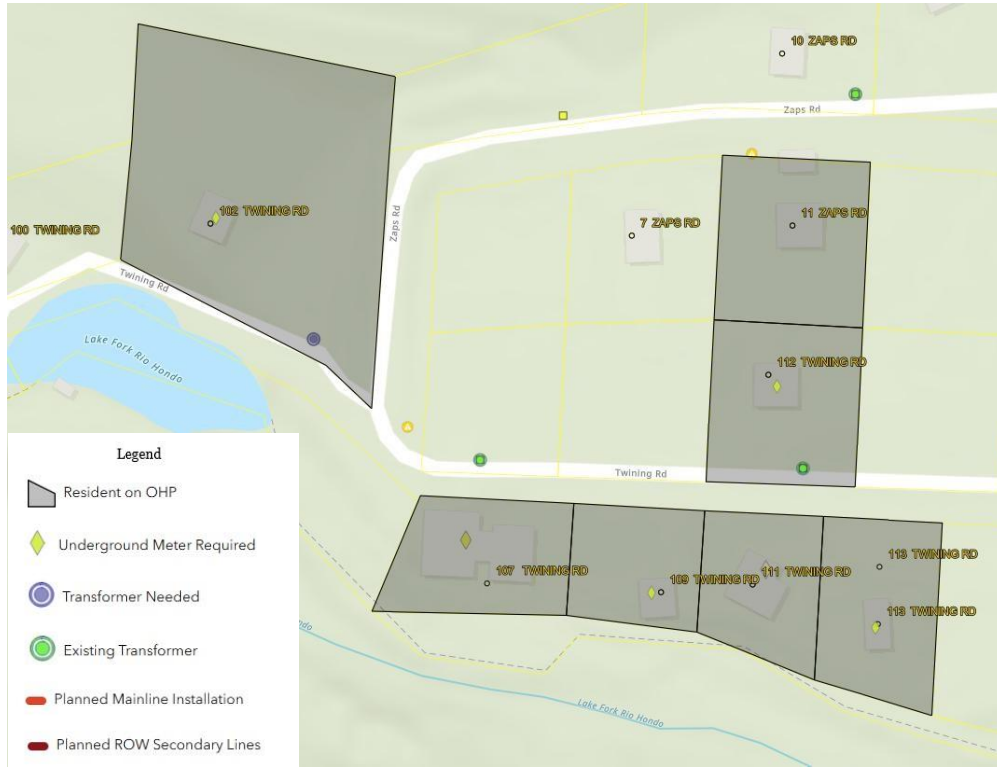 10 ZAPS RD
Zaps Rd
102 TWINING RD
11 ZAPS RD
100 TWINING RD
7 ZAPS RD
Zaps Rd
Twining Rd
Lake Fork Rio Hondo
112 TWINING RD
Twining Rd
Legend
Resident on OHP
Underground Meter Required
Transformer Needed
Existing Transformer
Planned Mainline Installation
Planned ROW Secondary Lines
113 TWINING RD
107 TWINING RD
109 TWINING RD
111 TWINING RD
113 TWINING RD
Hondo
Lake Fork Rio Hondo